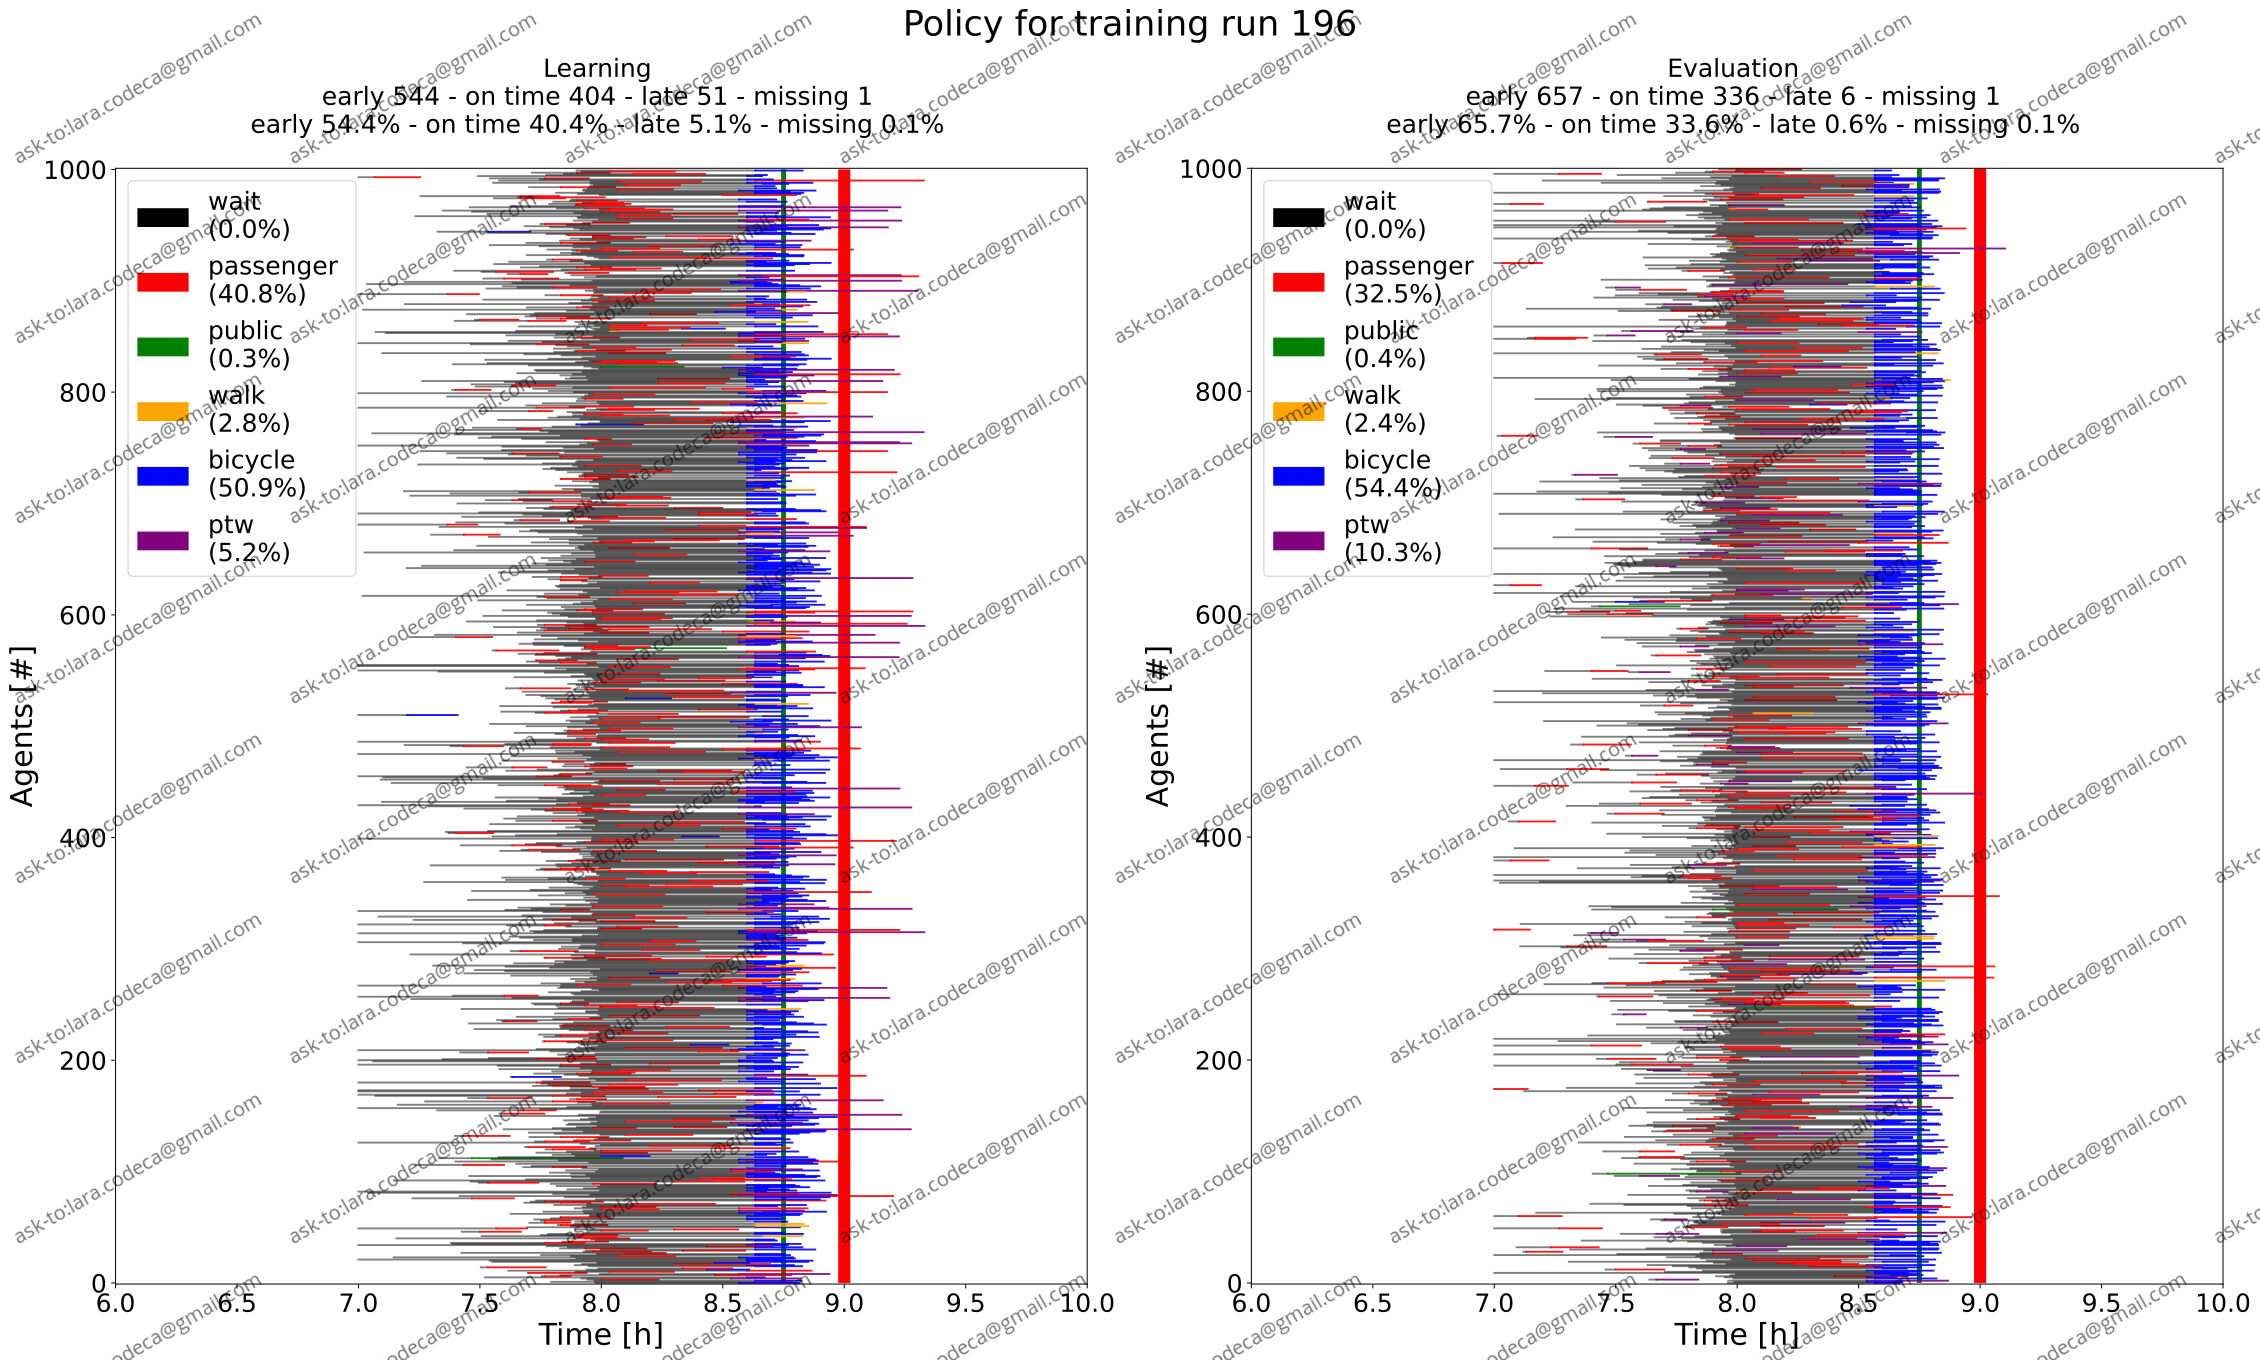 Policy for training run 196
Learning
early 544 - on time 404 - late 51 - missing 1
early 54.4% - on time 40.4% - late 5.1% - missing 0.1%
Agents [#]
1000
800
600
400
200
0
wait
(0.0%)
passenger
(40.8%)
public
(0.3%)
walk
(2.8%)
bicycle
(50.9%)
ptw
(5.2%)
6.0 6.5 7.0 7.5 8.0 8.5 9.0 9.5 10.0
Time [h]
Evaluation
early 657 - on time 336 - late 6 - missing 1
early 65.7% - on time 33.6% - late 0.6% - missing 0.1%
Agents [#]
1000
800
600
400
200
0
wait
(0.0%)
passenger
(32.5%)
public
(0.4%)
walk
(2.4%)
bicycle
(54.4%)
ptw
(10.3%)
6.0 6.5 7.0 7.5 8.0 8.5 9.0 9.5 10.0
Time [h]
ask-to:lara.codeca@gmail.com